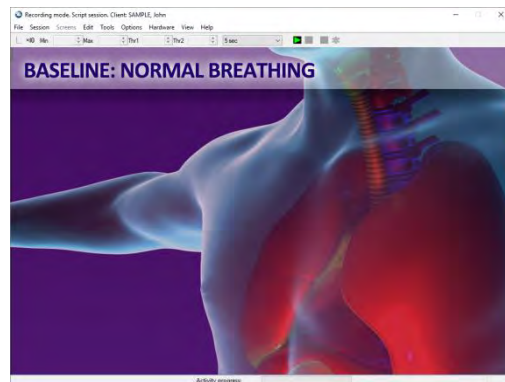 Recording mode. Script session. Client: SAMPLE, John
File Session Screens Edit Tools Options Hardware View Help
Min Max Thr1 Thr2 5 sec
BASELINE: NORMAL BREATHING
Activity progress